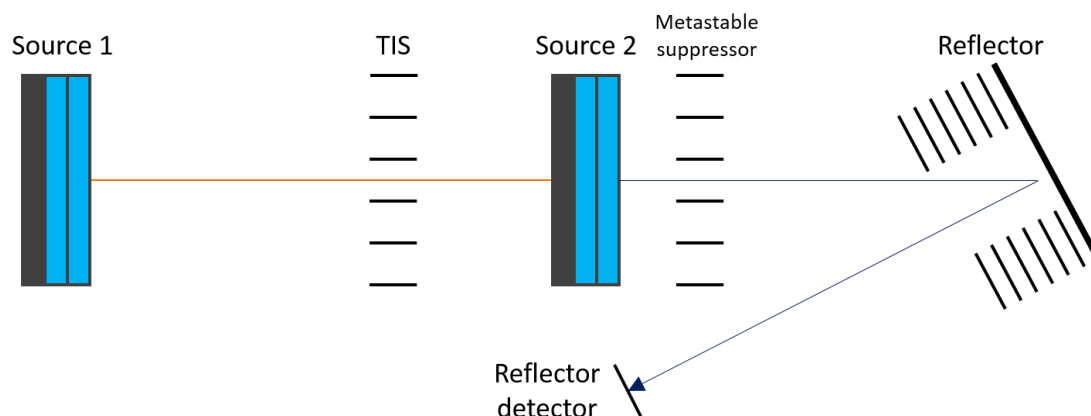 Source 1
TIS
Source 2
Metastable
suppressor
Reflector
Reflector
detector